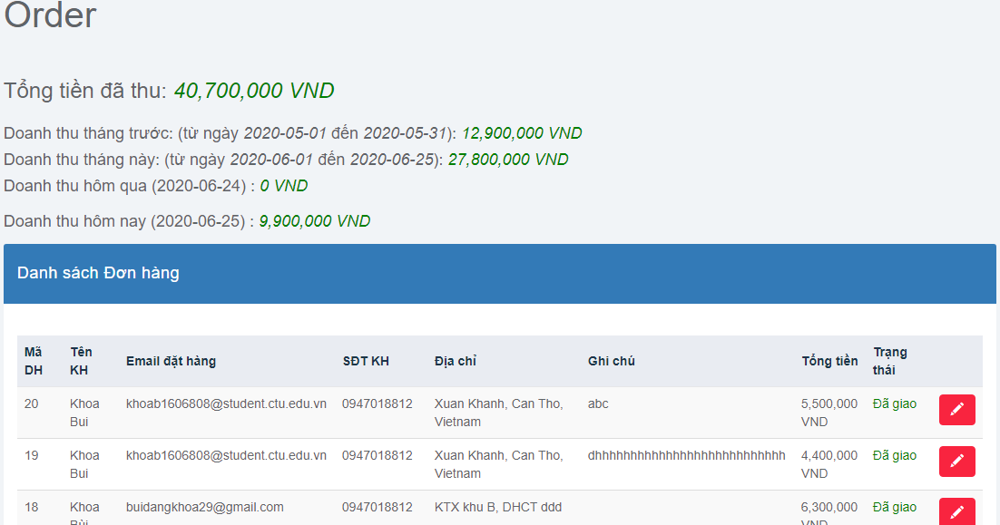 Order
Tổng tiền đã thu: 40,700,000 VND
Doanh thu tháng trước: (từ ngày 2020-05-01 đến 2020-05-31): 12,900,000 VND
Doanh thu tháng này: (từ ngày 2020-06-01 đến 2020-06-25): 27,800,000 VND
Doanh thu hôm qua (2020-06-24) : 0 VND
Doanh thu hôm nay (2020-06-25) : 9,900,000 VND
Danh sách Đơn hàng
Mã DH Tên KH Email đặt hàng SĐT KH Địa chỉ Ghi chú Tổng tiền Trạng thái
20 Khoa Bui khoab1606808@student.ctu.edu.vn 0947018812 Xuan Khanh, Can Tho, Vietnam abc 5,500,000 VND Đã giao
19 Khoa Bui khoab1606808@student.ctu.edu.vn 0947018812 Xuan Khanh, Can Tho, Vietnam dhhhhhhhhhhhhhhhhhhhhhhhhhh 4,400,000 VND Đã giao
18 Khoa Bùi buidangkhoa29@gmail.com 0947018812 KTX khu B, DHCT ddd 6,300,000 VND Đã giao